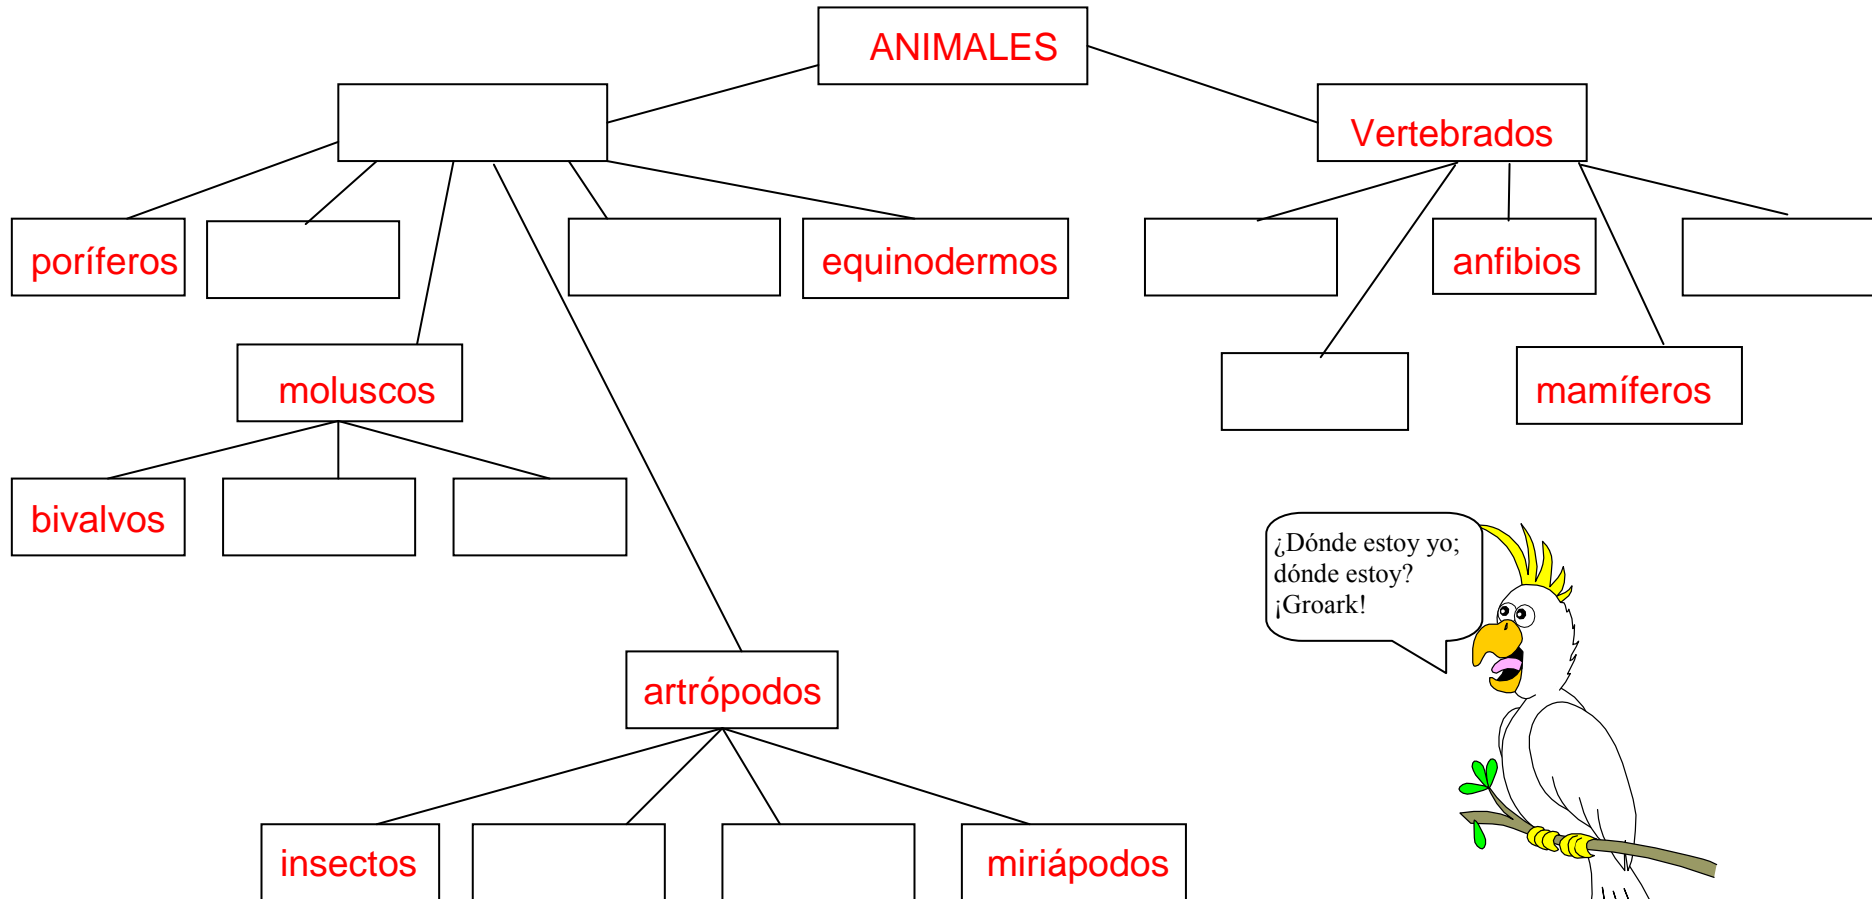 ANIMALES
Vertebrados
poríferos
equinodermos
anfibios
moluscos
mamíferos
bivalvos
¿Dónde estoy yo;
dónde estoy?
¡Groark!
artrópodos
insectos
miriápodos